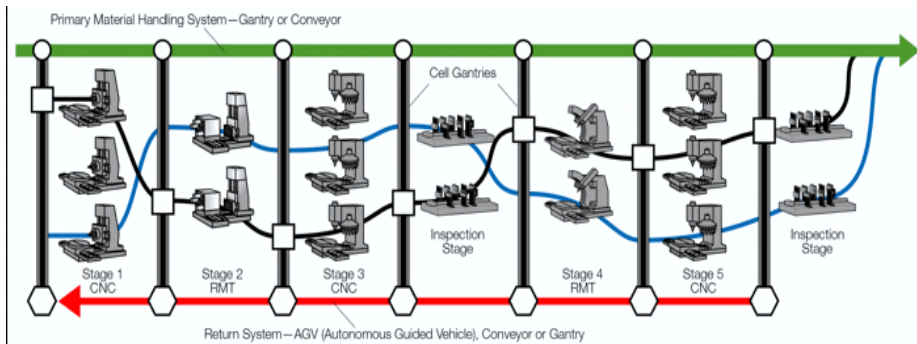 Primary Material Handling System—Gantry or Conveyor
Cell Gantries
Inspection
Stage
Inspection
Stage
Stage 1
CNC
Stage 2
RMT
Stage 3
CNC
Stage 4
RMT
Stage 5
CNC
Return System—AGV (Autonomous Guided Vehicle), Conveyor or Gantry